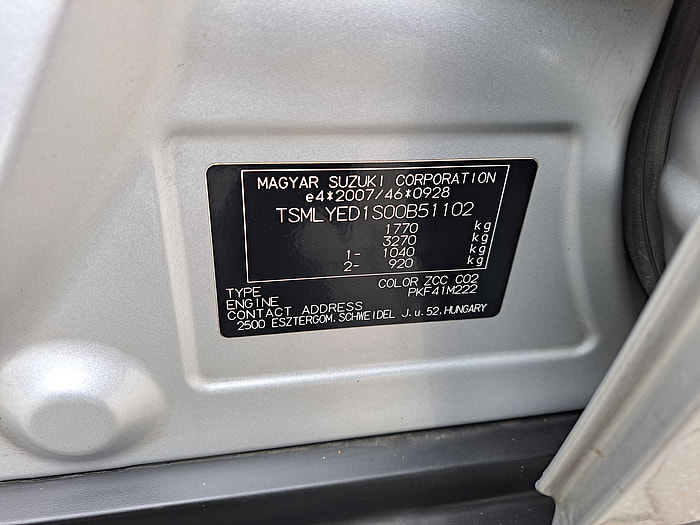 MAGYAR SUZUKI CORPORATION
e4*2007/46*0928
TSMLYED1S00B51102
1770 kg
3270 kg
1- 1040 kg
2- 920 kg
COLOR ZCC C02
TYPE PKF41M222
ENGINE
CONTACT ADDRESS
2500 ESZTERGOM. SCHWEIDEL J. u. 52. HUNGARY